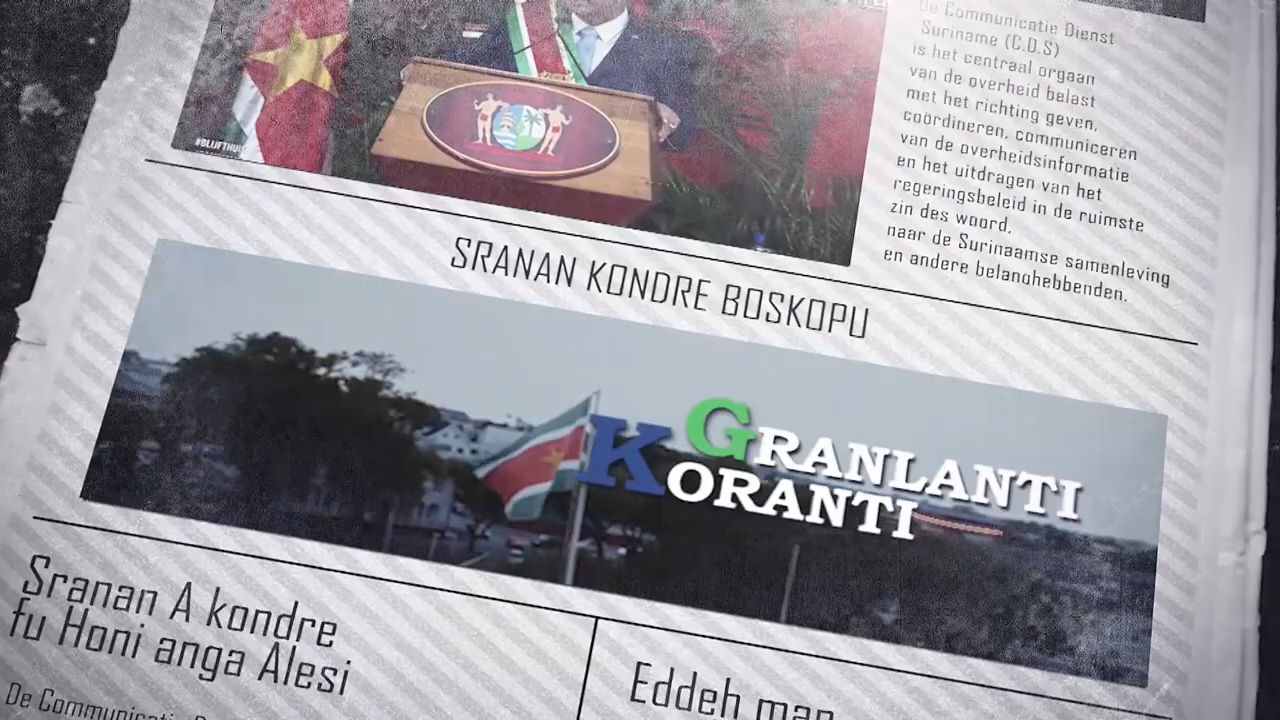 De Communicatie Dienst
Suriname (C.D.S)
is het centraal orgaan
van de overheid belast
met het richting geven,
coördineren, communiceren
van de overheidsinformatie
en het uitdragen van het
regeringsbeleid in de ruimste
zin des woord.
naar de Surinaamse samenleving
en andere belanghebbenden.
#BLIJFTHUIS
SRANAN KONDRE BOSKOPU
GRANLANTI
KORANTI
Sranan A kondre
fu Honi anga Alesi
De Communicatie
Eddeh man